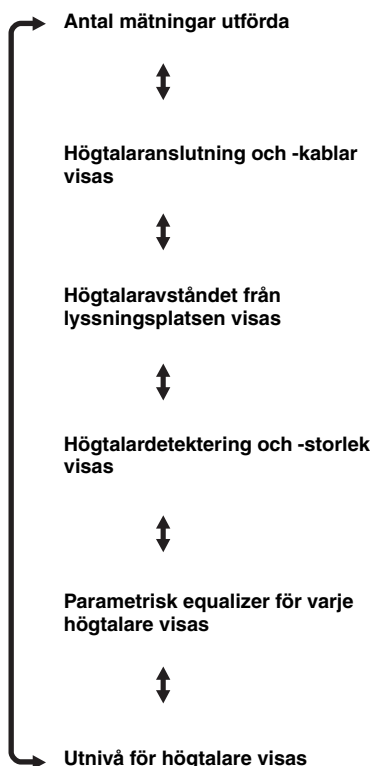 Antal mätningar utförda
Högtalaranslutning och -kablar
visas
Högtalaravståndet från
lyssningsplatsen visas
Högtalardetektering och -storlek
visas
Parametrisk equalizer för varje
högtalare visas
Utnivå för högtalare visas